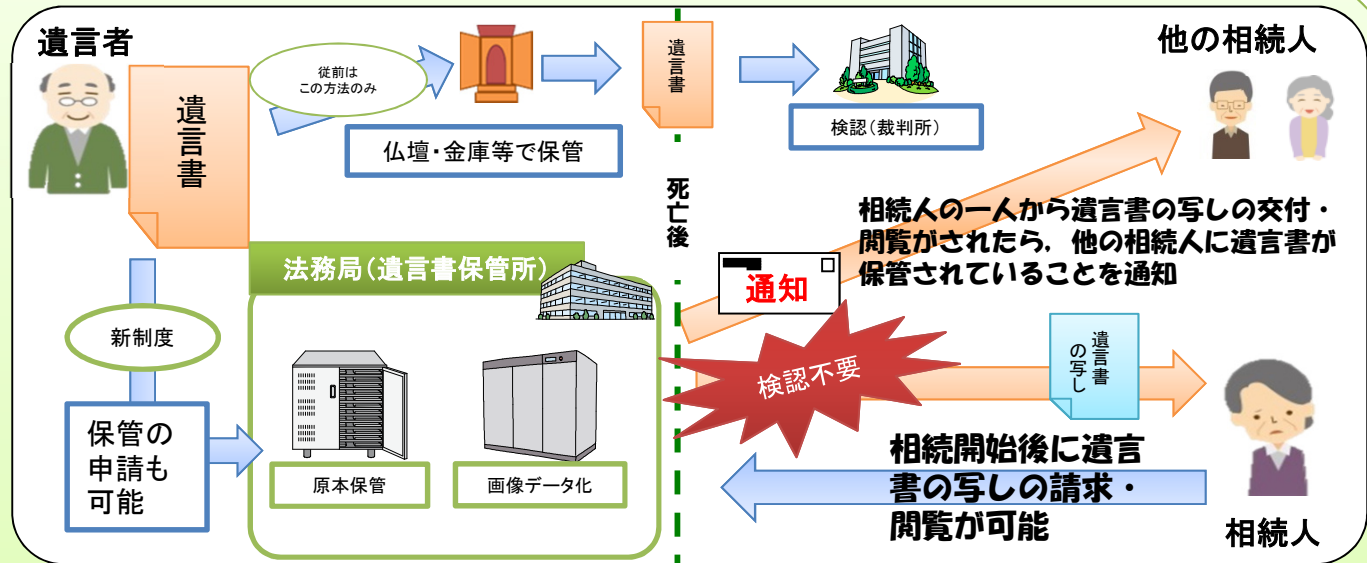 遺言者
遺言書
従前は
この方法のみ
仏壇・金庫等で保管
遺言書
検認(裁判所)
他の相続人
死亡後
相続人の一人から遺言書の写しの交付・
閲覧がされたら,他の相続人に遺言書が
保管されていることを通知
通知
法務局(遺言書保管所)
新制度
保管の
申請も
可能
原本保管
画像データ化
検認不要
遺言書
の写し
相続開始後に遺言
書の写しの請求・
閲覧が可能
相続人